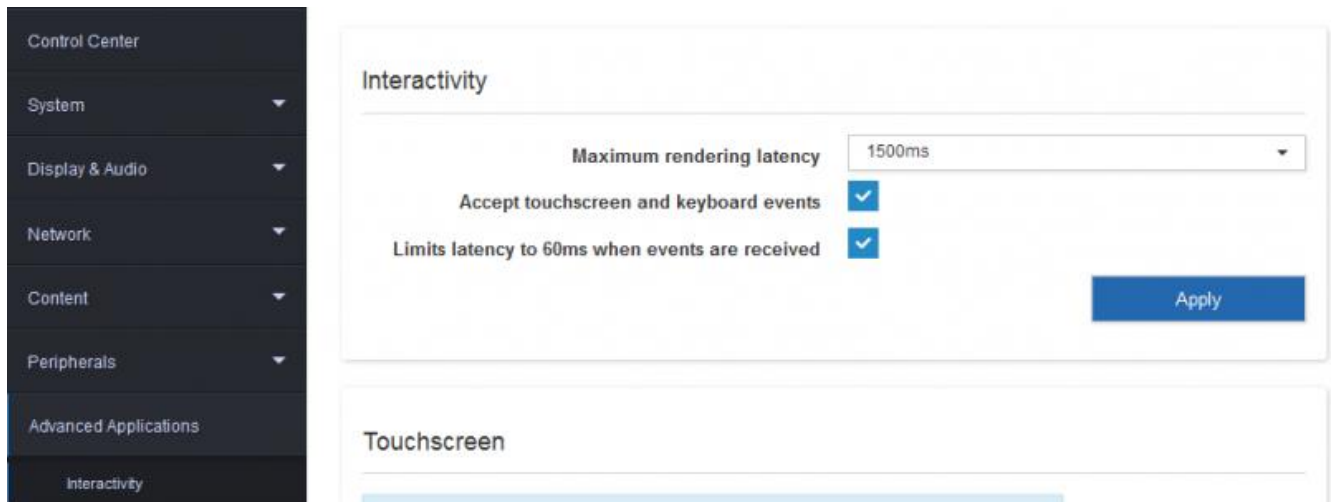 Control Center
System
Display & Audio
Network
Content
Peripherals
Advanced Applications
Interactivity
Interactivity
Maximum rendering latency 1500ms
Accept touchscreen and keyboard events
Limits latency to 60ms when events are received
Apply
Touchscreen